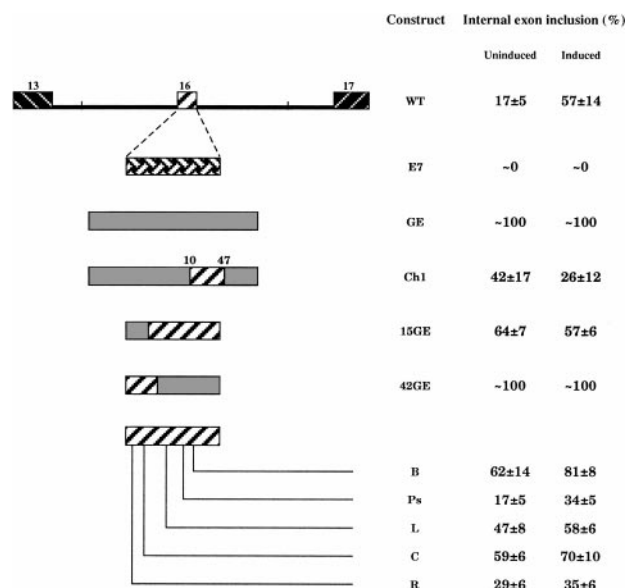 Construct Internal exon inclusion (%)
Uninduced Induced
13 16 17
WT 17±5 57±14
E7 ~0 ~0
GE ~100 ~100
10 47
Ch1 42±17 26±12
15GE 64±7 57±6
42GE ~100 ~100
B 62±14 81±8
Ps 17±5 34±5
L 47±8 58±6
C 59±6 70±10
R 29±6 35±6